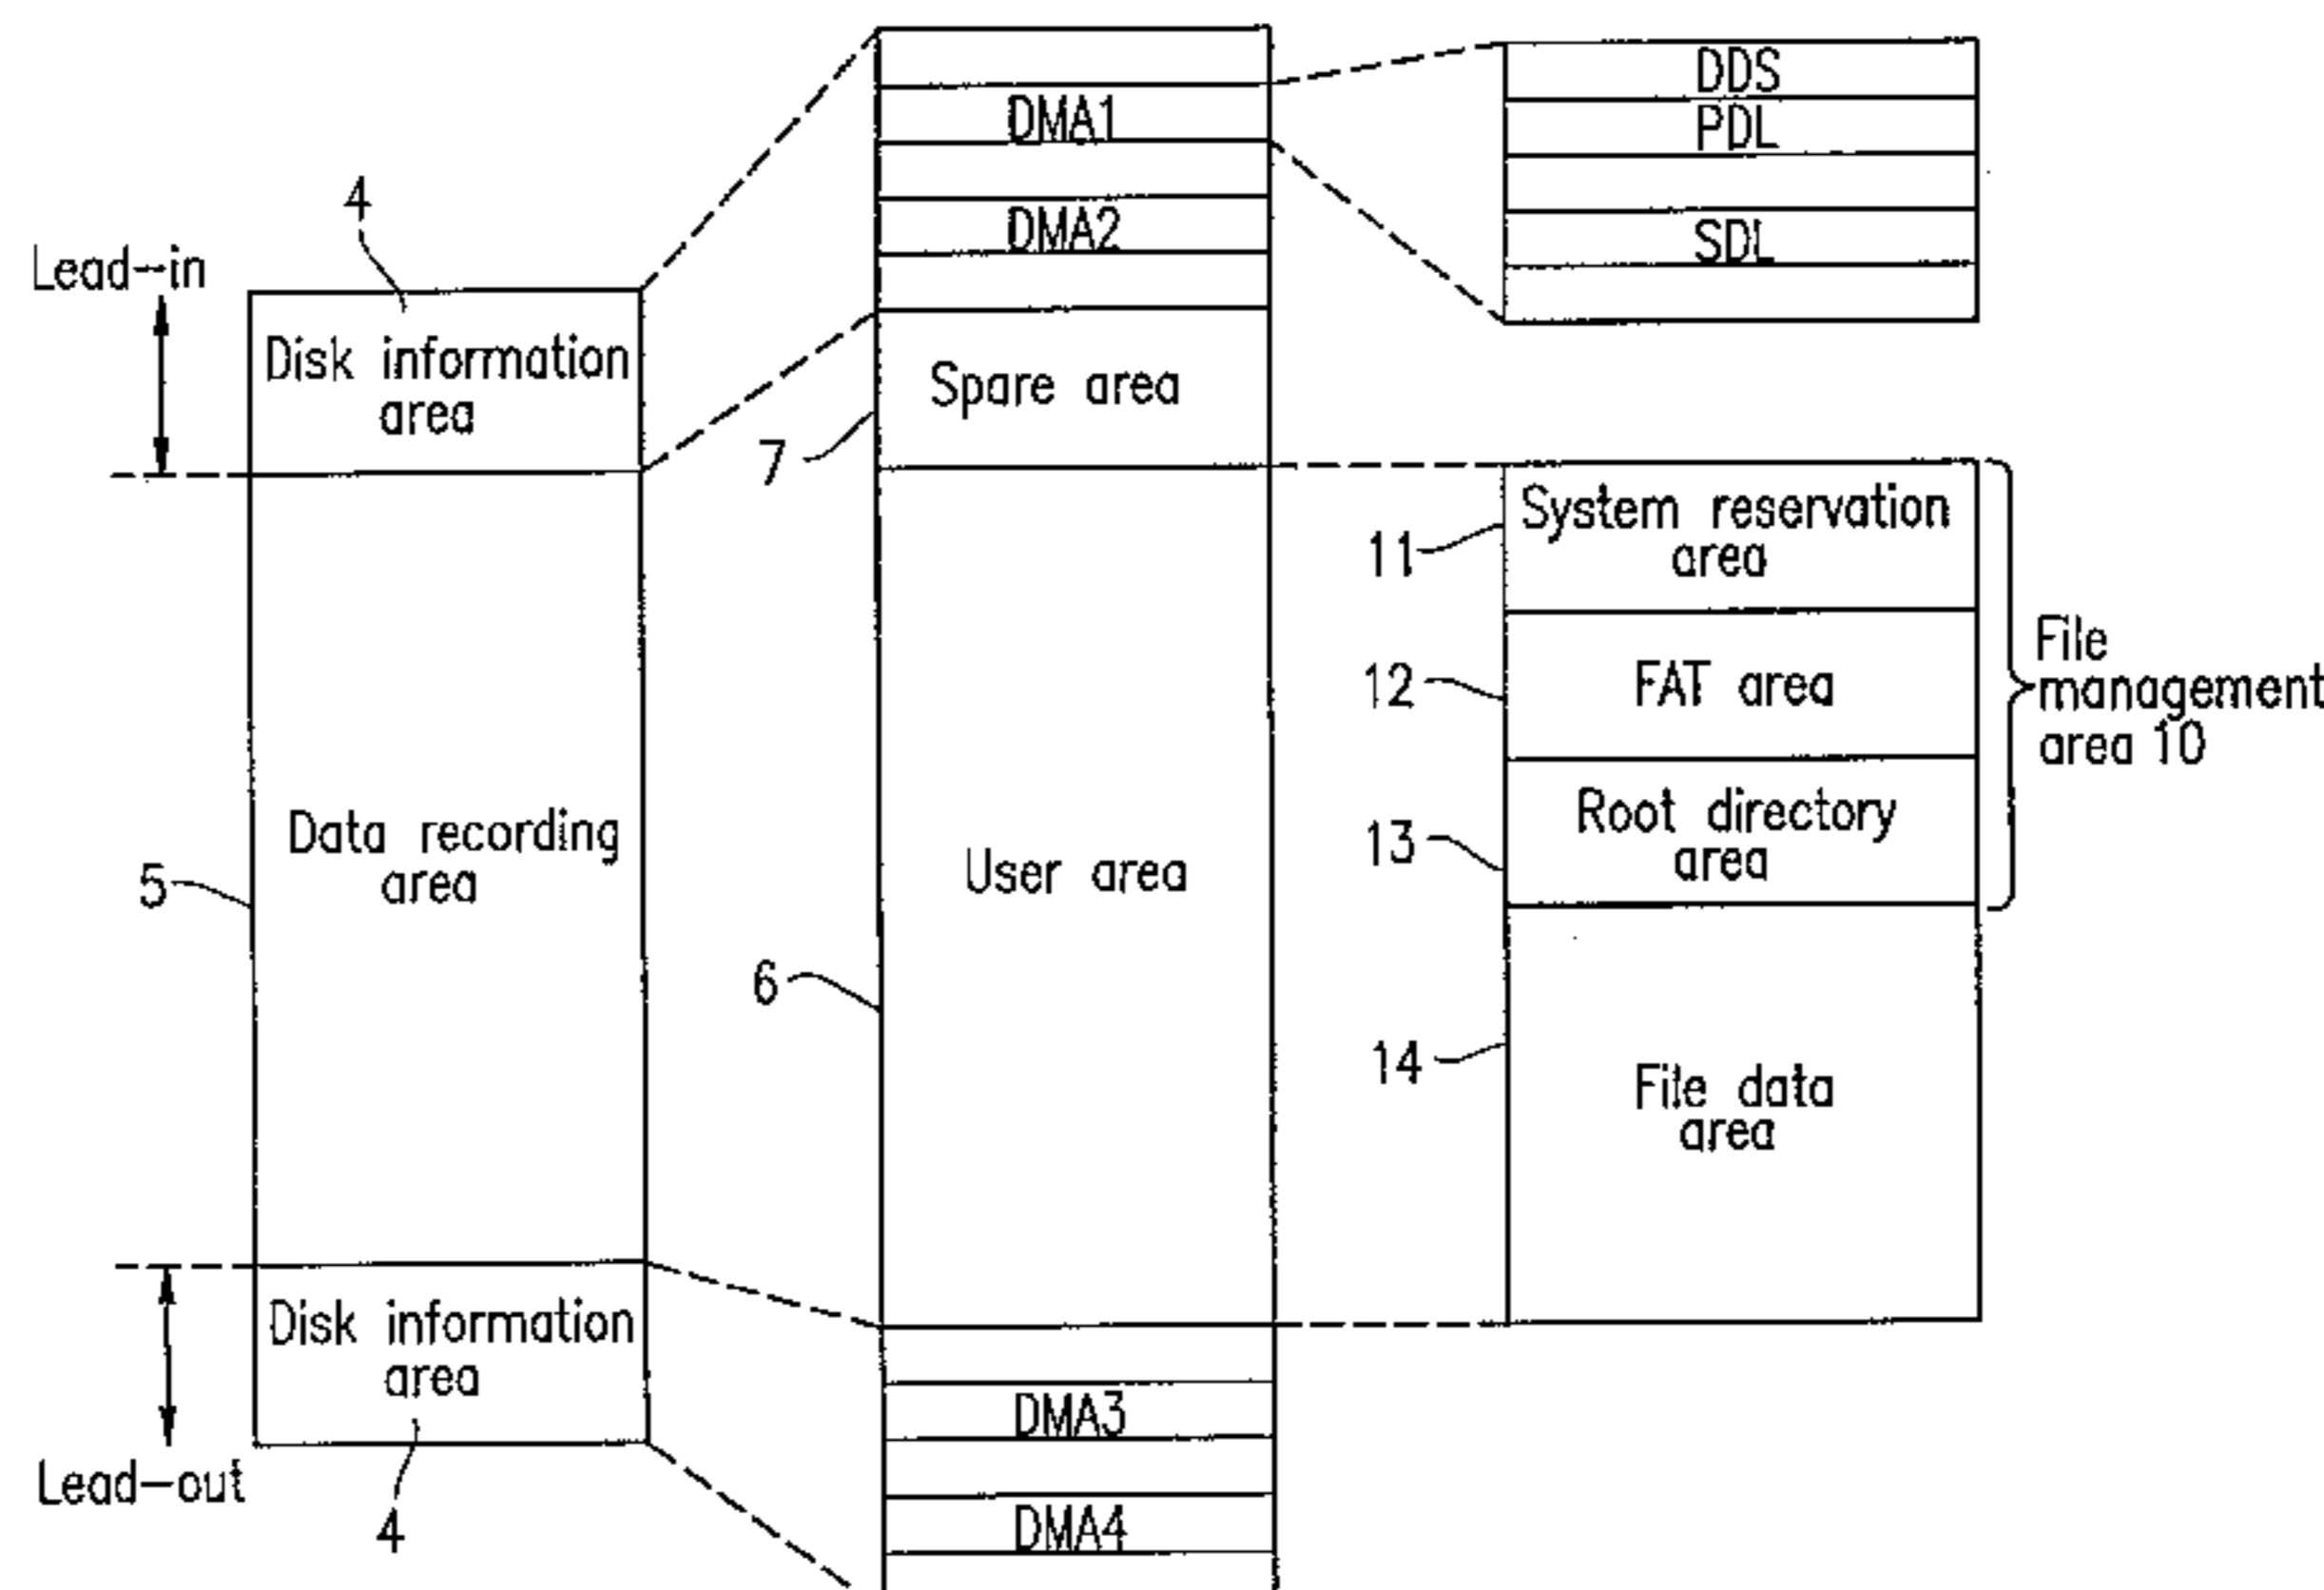 Lead-in
4
Disk information
area
5
Data recording
area
Disk information
area
Lead-out
4
DMA1
DMA2
7
Spare area
6
User area
DMA3
DMA4
DDS
PDL
SDL
11
System reservation
area
12
FAT area
13
Root directory
area
File
management
area 10
14
File data
area